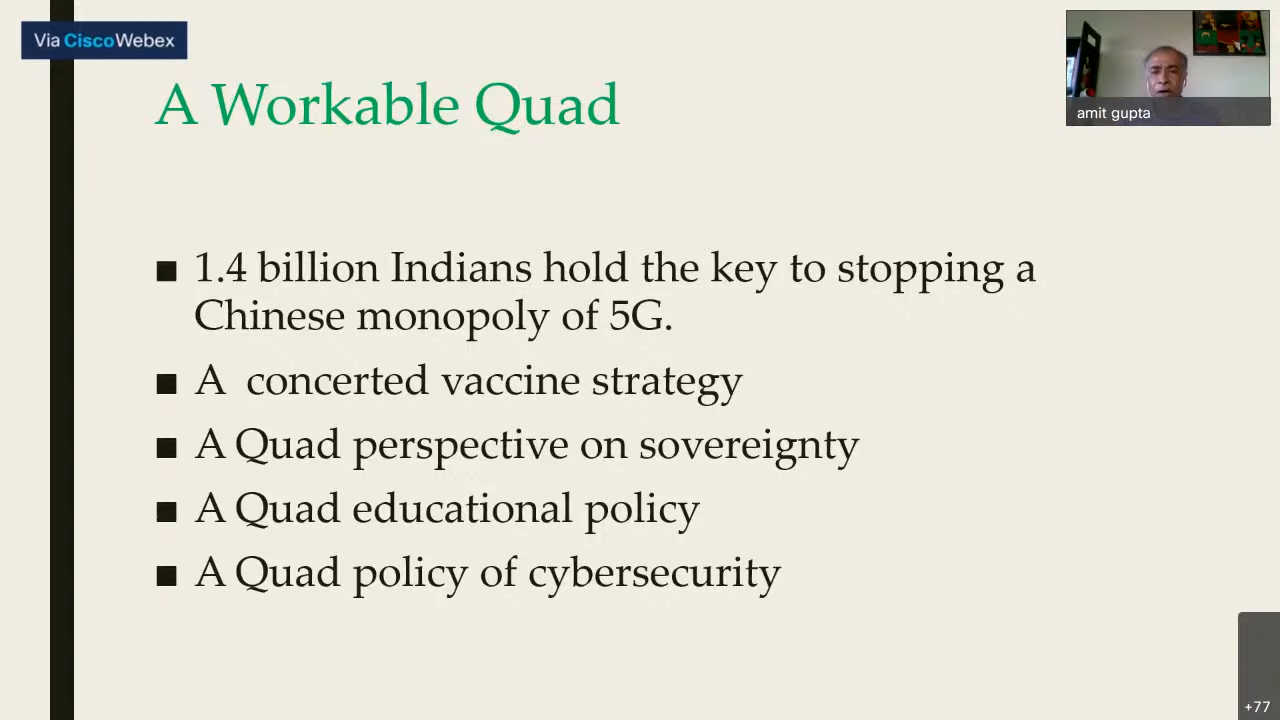 Via CiscoWebex
A Workable Quad
amit gupta
■ 1.4 billion Indians hold the key to stopping a
Chinese monopoly of 5G.
■ A  concerted vaccine strategy
■ A Quad perspective on sovereignty
■ A Quad educational policy
■ A Quad policy of cybersecurity
+77